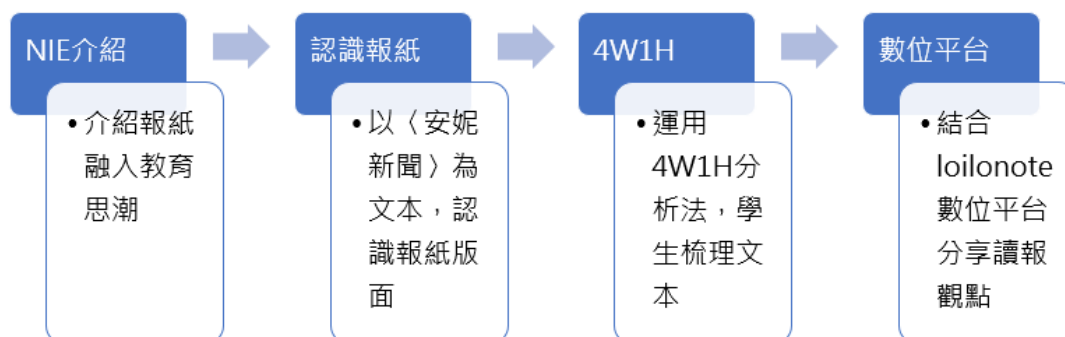 NIE介紹
• 介紹報紙
融入教育
思潮
認識報紙
• 以〈安妮
新聞〉為
文本，認
識報紙版
面
4W1H
• 運用
4W1H分
析法，學
生梳理文
本
數位平台
• 結合
loilonote
數位平台
分享讀報
觀點